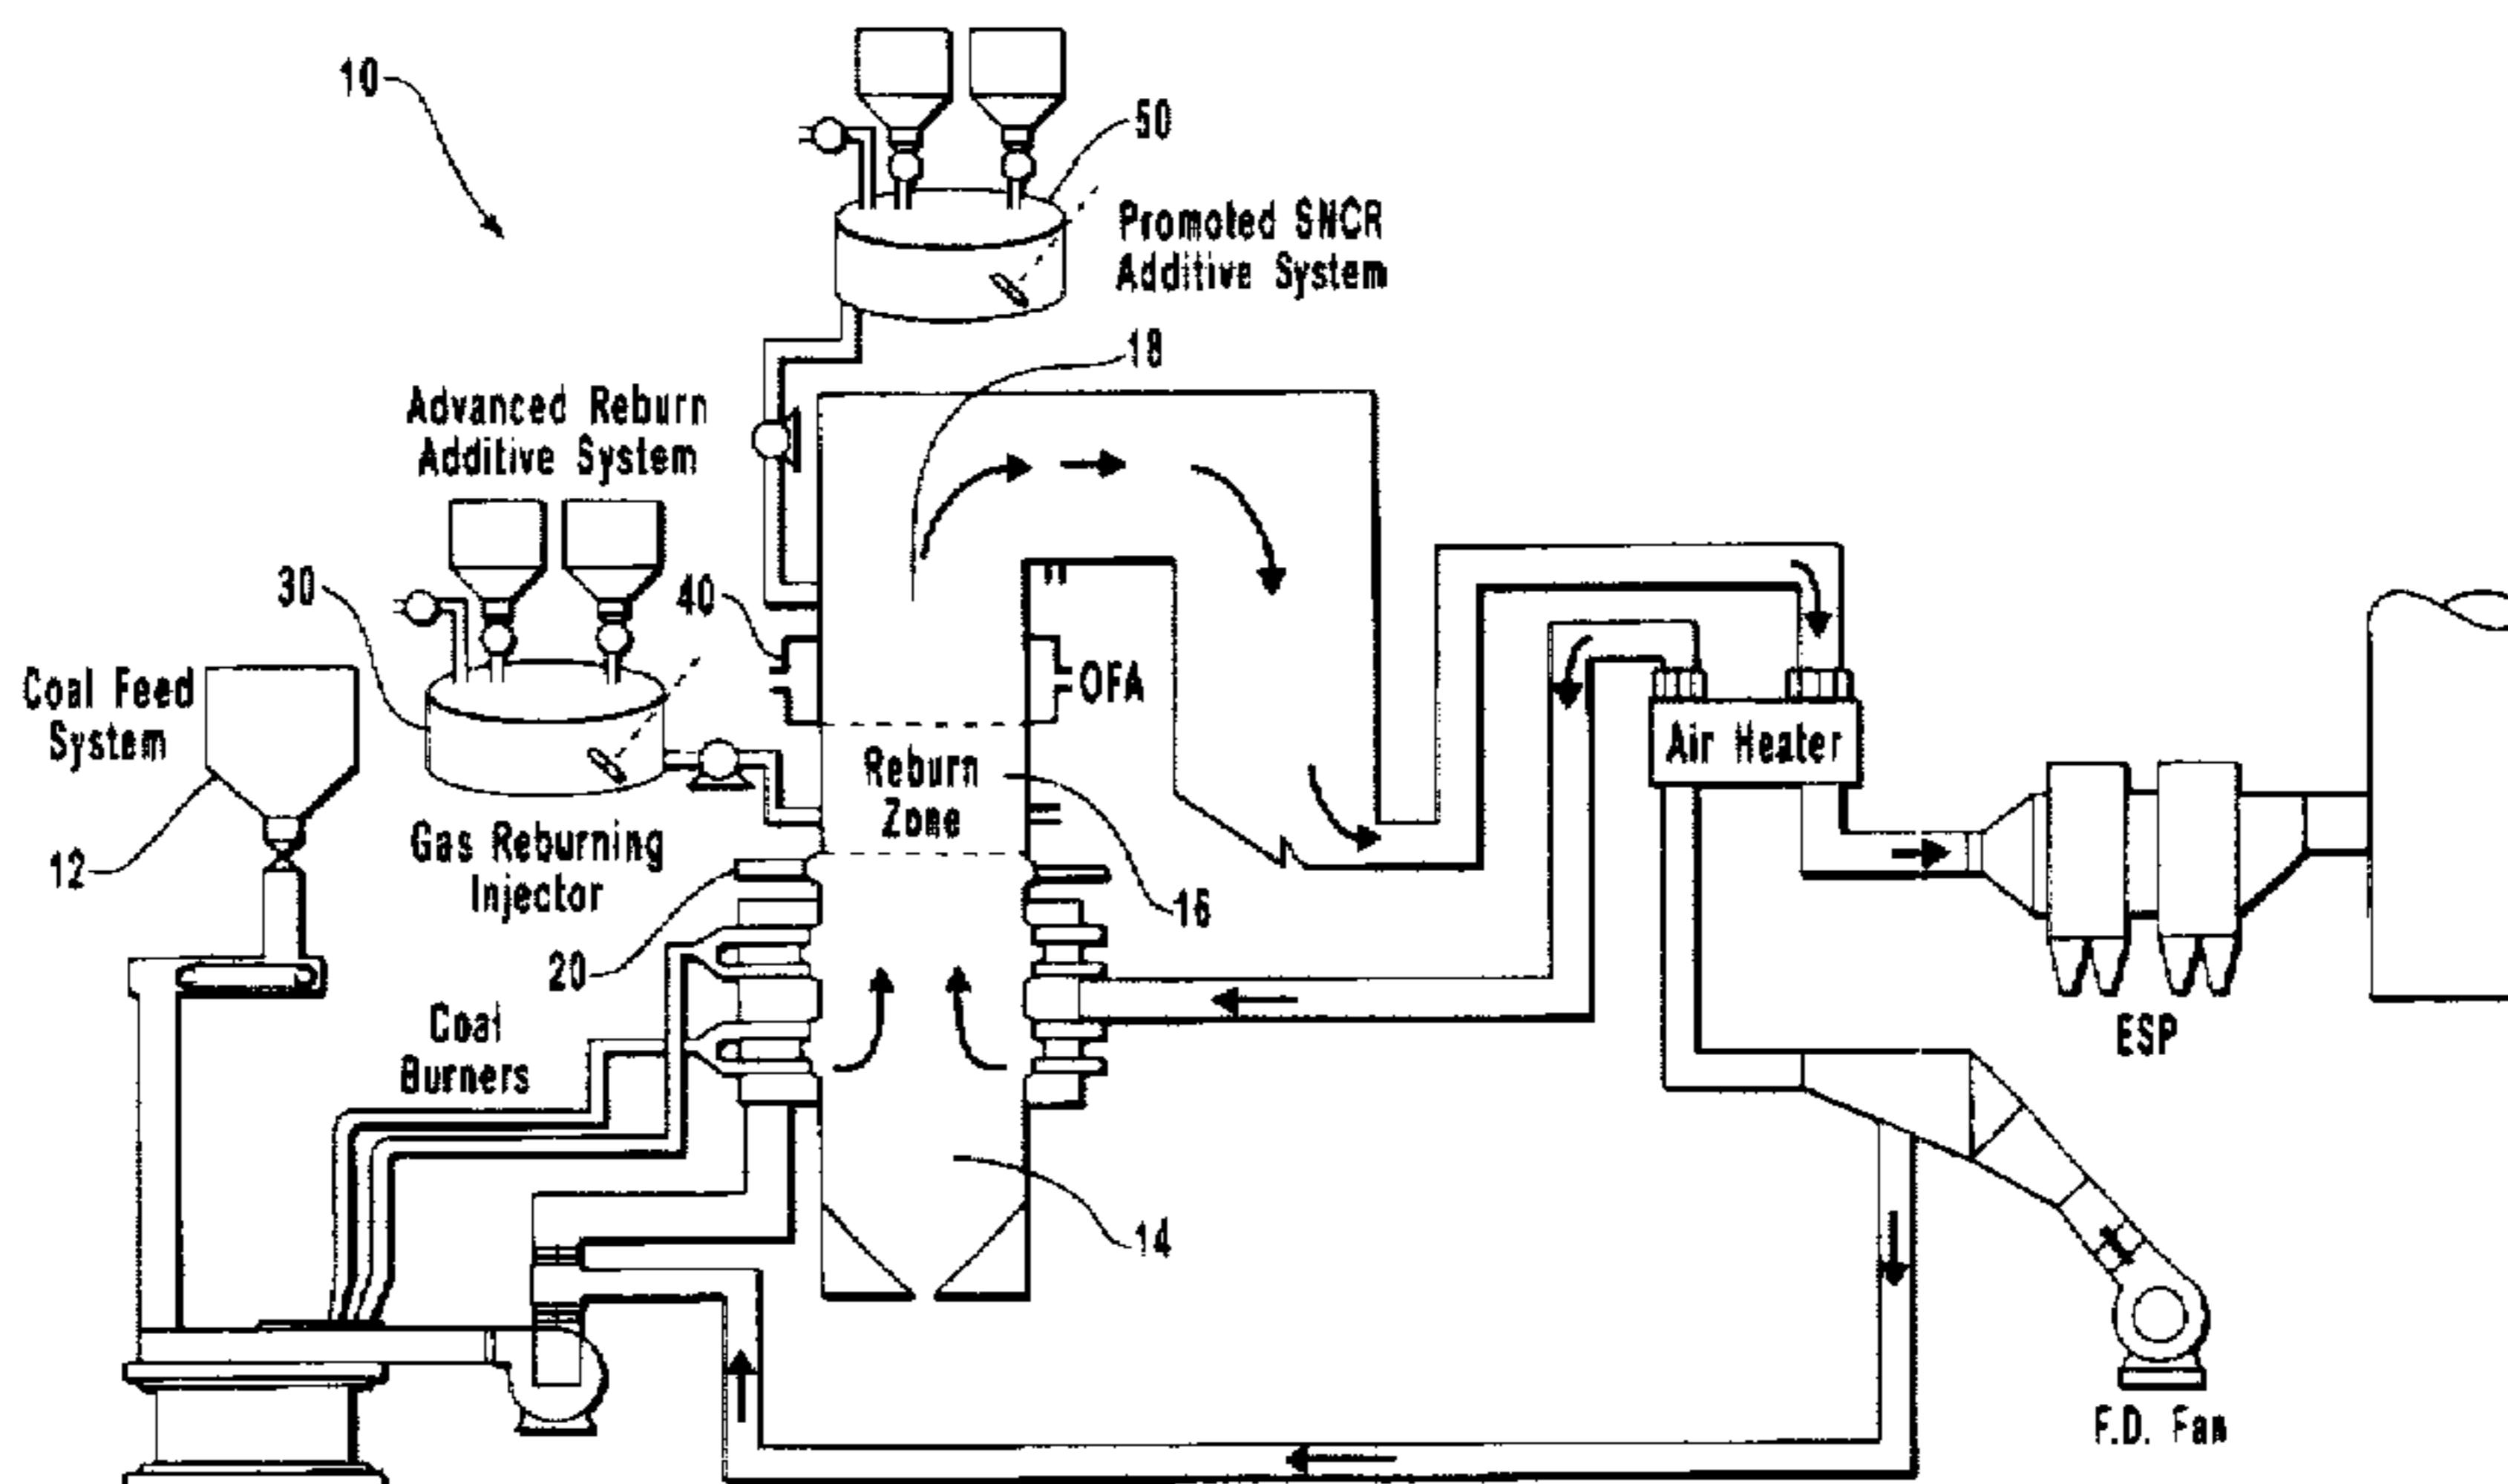 10
50
Promoted SNCR
Additive System
18
Advanced Reburn
Additive System
30
40
Coal Feed
System
OFA
Reburn
Zone
Air Heater
12
Gas Reburning
Injector
16
20
Coal
Burners
ESP
14
F.D. Fan